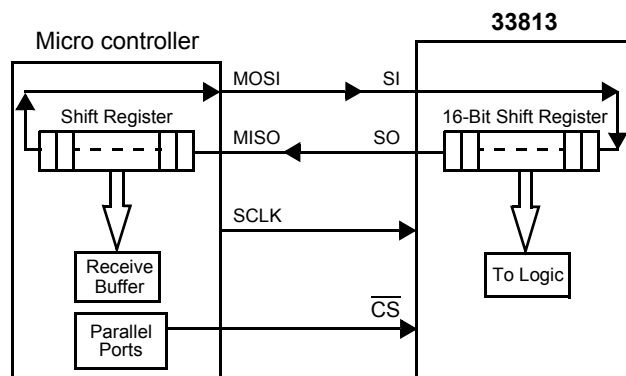 33813
Micro controller
MOSI
SI
Shift Register
16-Bit Shift Register
MISO
SO
SCLK
Receive
Buffer
To Logic
CS
Parallel
Ports